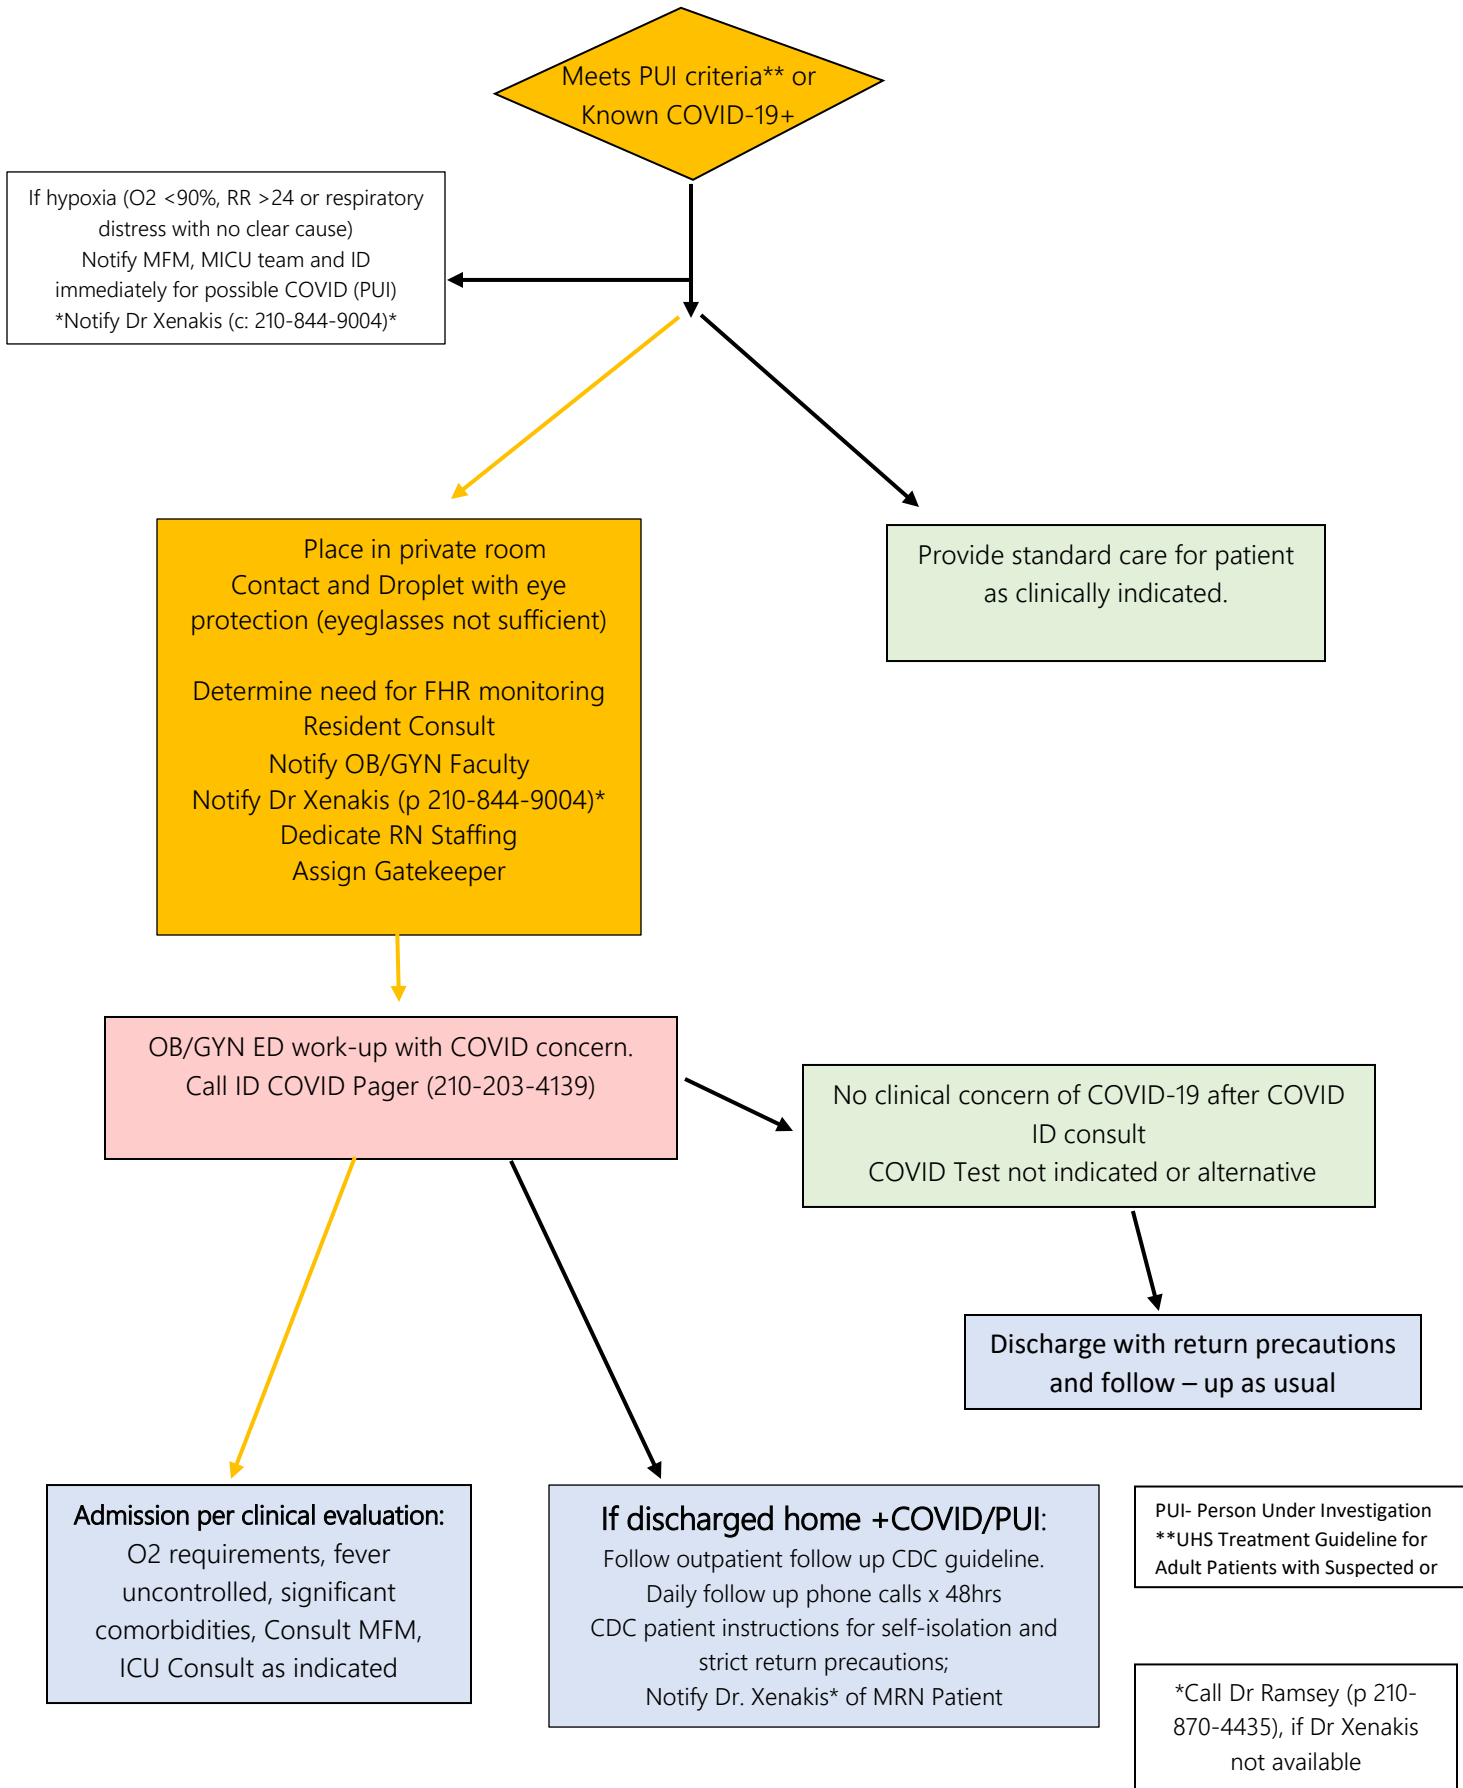 Meets PUI criteria** or
Known COVID-19+
If hypoxia (O2 <90%, RR >24 or respiratory
distress with no clear cause)
Notify MFM, MICU team and ID
immediately for possible COVID (PUI)
*Notify Dr Xenakis (c: 210-844-9004)*
Place in private room
Contact and Droplet with eye
protection (eyeglasses not sufficient)
Determine need for FHR monitoring
Resident Consult
Notify OB/GYN Faculty
Notify Dr Xenakis (p 210-844-9004)*
Dedicate RN Staffing
Assign Gatekeeper
Provide standard care for patient
as clinically indicated.
OB/GYN ED work-up with COVID concern.
Call ID COVID Pager (210-203-4139)
No clinical concern of COVID-19 after COVID
ID consult
COVID Test not indicated or alternative
Discharge with return precautions
and follow – up as usual
Admission per clinical evaluation:
O2 requirements, fever
uncontrolled, significant
comorbidities, Consult MFM,
ICU Consult as indicated
If discharged home +COVID/PUI:
Follow outpatient follow up CDC guideline.
Daily follow up phone calls x 48hrs
CDC patient instructions for self-isolation and
strict return precautions;
Notify Dr. Xenakis* of MRN Patient
PUI- Person Under Investigation
**UHS Treatment Guideline for
Adult Patients with Suspected or
*Call Dr Ramsey (p 210-
870-4435), if Dr Xenakis
not available